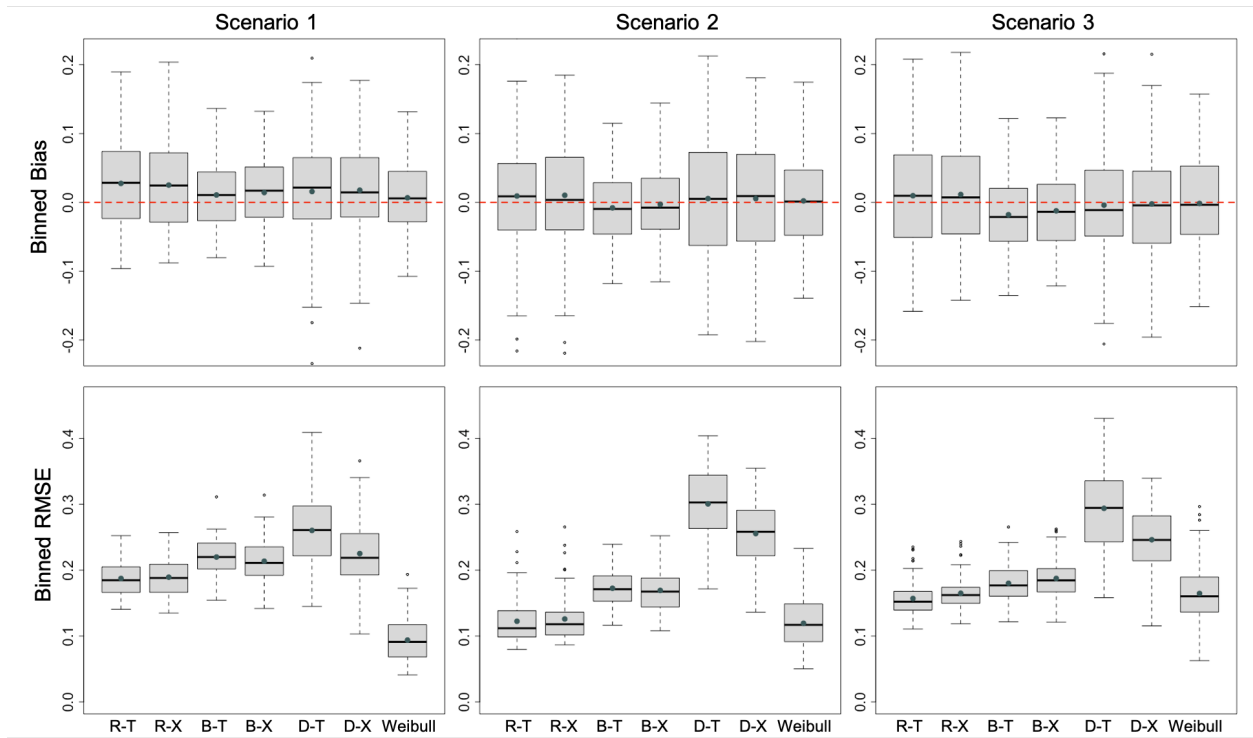 Scenario 1 Scenario 2 Scenario 3
Binned Bias
0.2 0.2 0.2
0.1 0.1 0.1
0.0 0.0 0.0
-0.1 -0.1 -0.1
-0.2 -0.2 -0.2
Binned RMSE
0.4 0.4 0.4
0.3 0.3 0.3
0.2 0.2 0.2
0.1 0.1 0.1
0.0 0.0 0.0
R-T R-X B-T B-X D-T D-X Weibull R-T R-X B-T B-X D-T D-X Weibull R-T R-X B-T B-X D-T D-X Weibull